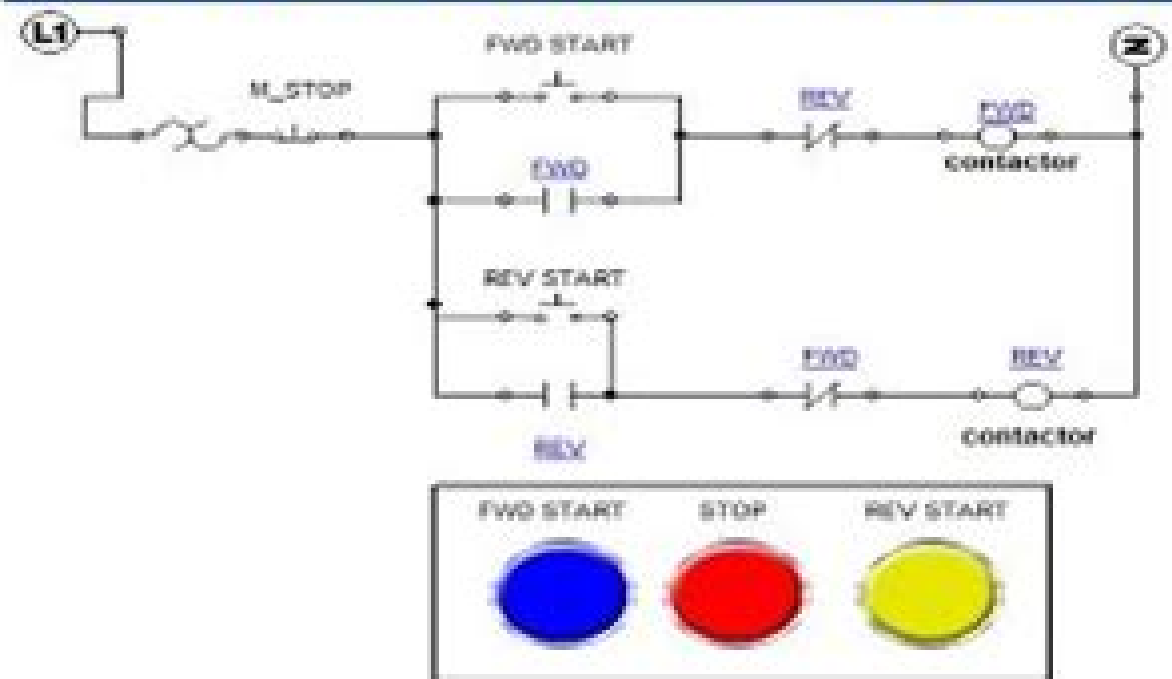 L1
FWD START
N
M_STOP
REV
FWD
contactor
FWD
REV START
FWD
REV
contactor
REV
FWD START STOP REV START